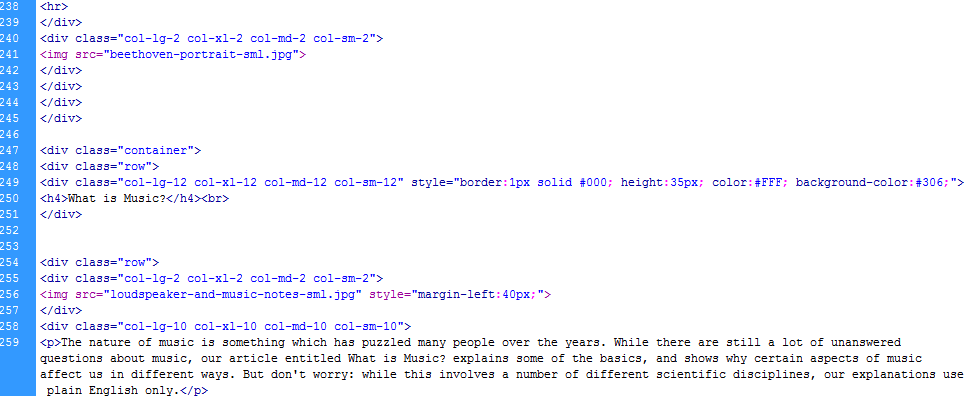 238 <hr>
239 </div>
240 <div class="col-lg-2 col-xl-2 col-md-2 col-sm-2">
241 <img src="beethoven-portrait-sml.jpg">
242 </div>
243 </div>
244 </div>
245 </div>
246
247 <div class="container">
248 <div class="row">
249 <div class="col-lg-12 col-xl-12 col-md-12 col-sm-12" style="border:1px solid #000; height:35px; color:#FFF; background-color:#306;">
250 <h4>What is Music?</h4><br>
251 </div>
252
253
254 <div class="row">
255 <div class="col-lg-2 col-xl-2 col-md-2 col-sm-2">
256 <img src="loudspeaker-and-music-notes-sml.jpg" style="margin-left:40px;">
257 </div>
258 <div class="col-lg-10 col-xl-10 col-md-10 col-sm-10">
259 <p>The nature of music is something which has puzzled many people over the years. While there are still a lot of unanswered
questions about music, our article entitled What is Music? explains some of the basics, and shows why certain aspects of music
affect us in different ways. But don't worry: while this involves a number of different scientific disciplines, our explanations use
plain English only.</p>